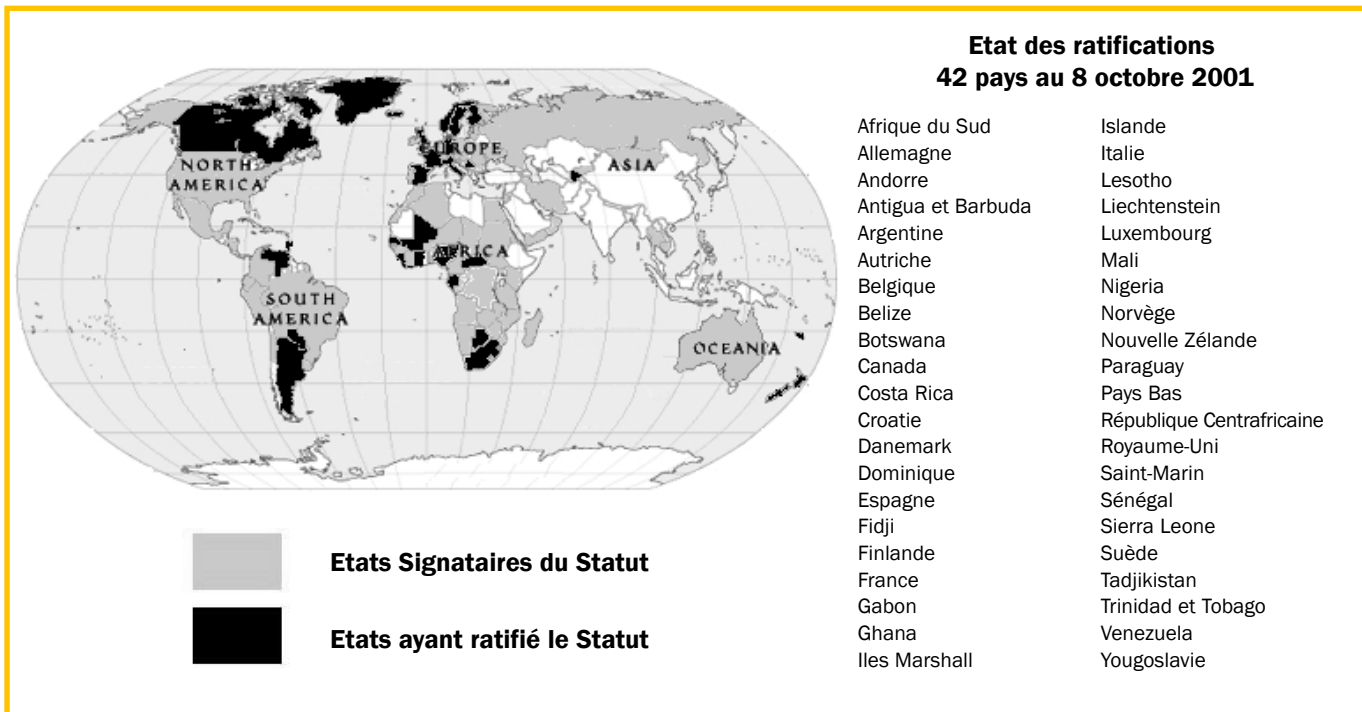 Etat des ratifications
42 pays au 8 octobre 2001
NORTH
AMERICA
EUROPE
ASIA
AFRICA
SOUTH
AMERICA
OCEANIA
Etats Signataires du Statut
Etats ayant ratifié le Statut
Afrique du Sud
Allemagne
Andorre
Antigua et Barbuda
Argentine
Autriche
Belgique
Belize
Botswana
Canada
Costa Rica
Croatie
Danemark
Dominique
Espagne
Fidji
Finlande
France
Gabon
Ghana
Iles Marshall
Islande
Italie
Lesotho
Liechtenstein
Luxembourg
Mali
Nigeria
Norvège
Nouvelle Zélande
Paraguay
Pays Bas
République Centrafricaine
Royaume-Uni
Saint-Marin
Sénégal
Sierra Leone
Suède
Tadjikistan
Trinidad et Tobago
Venezuela
Yougoslavie